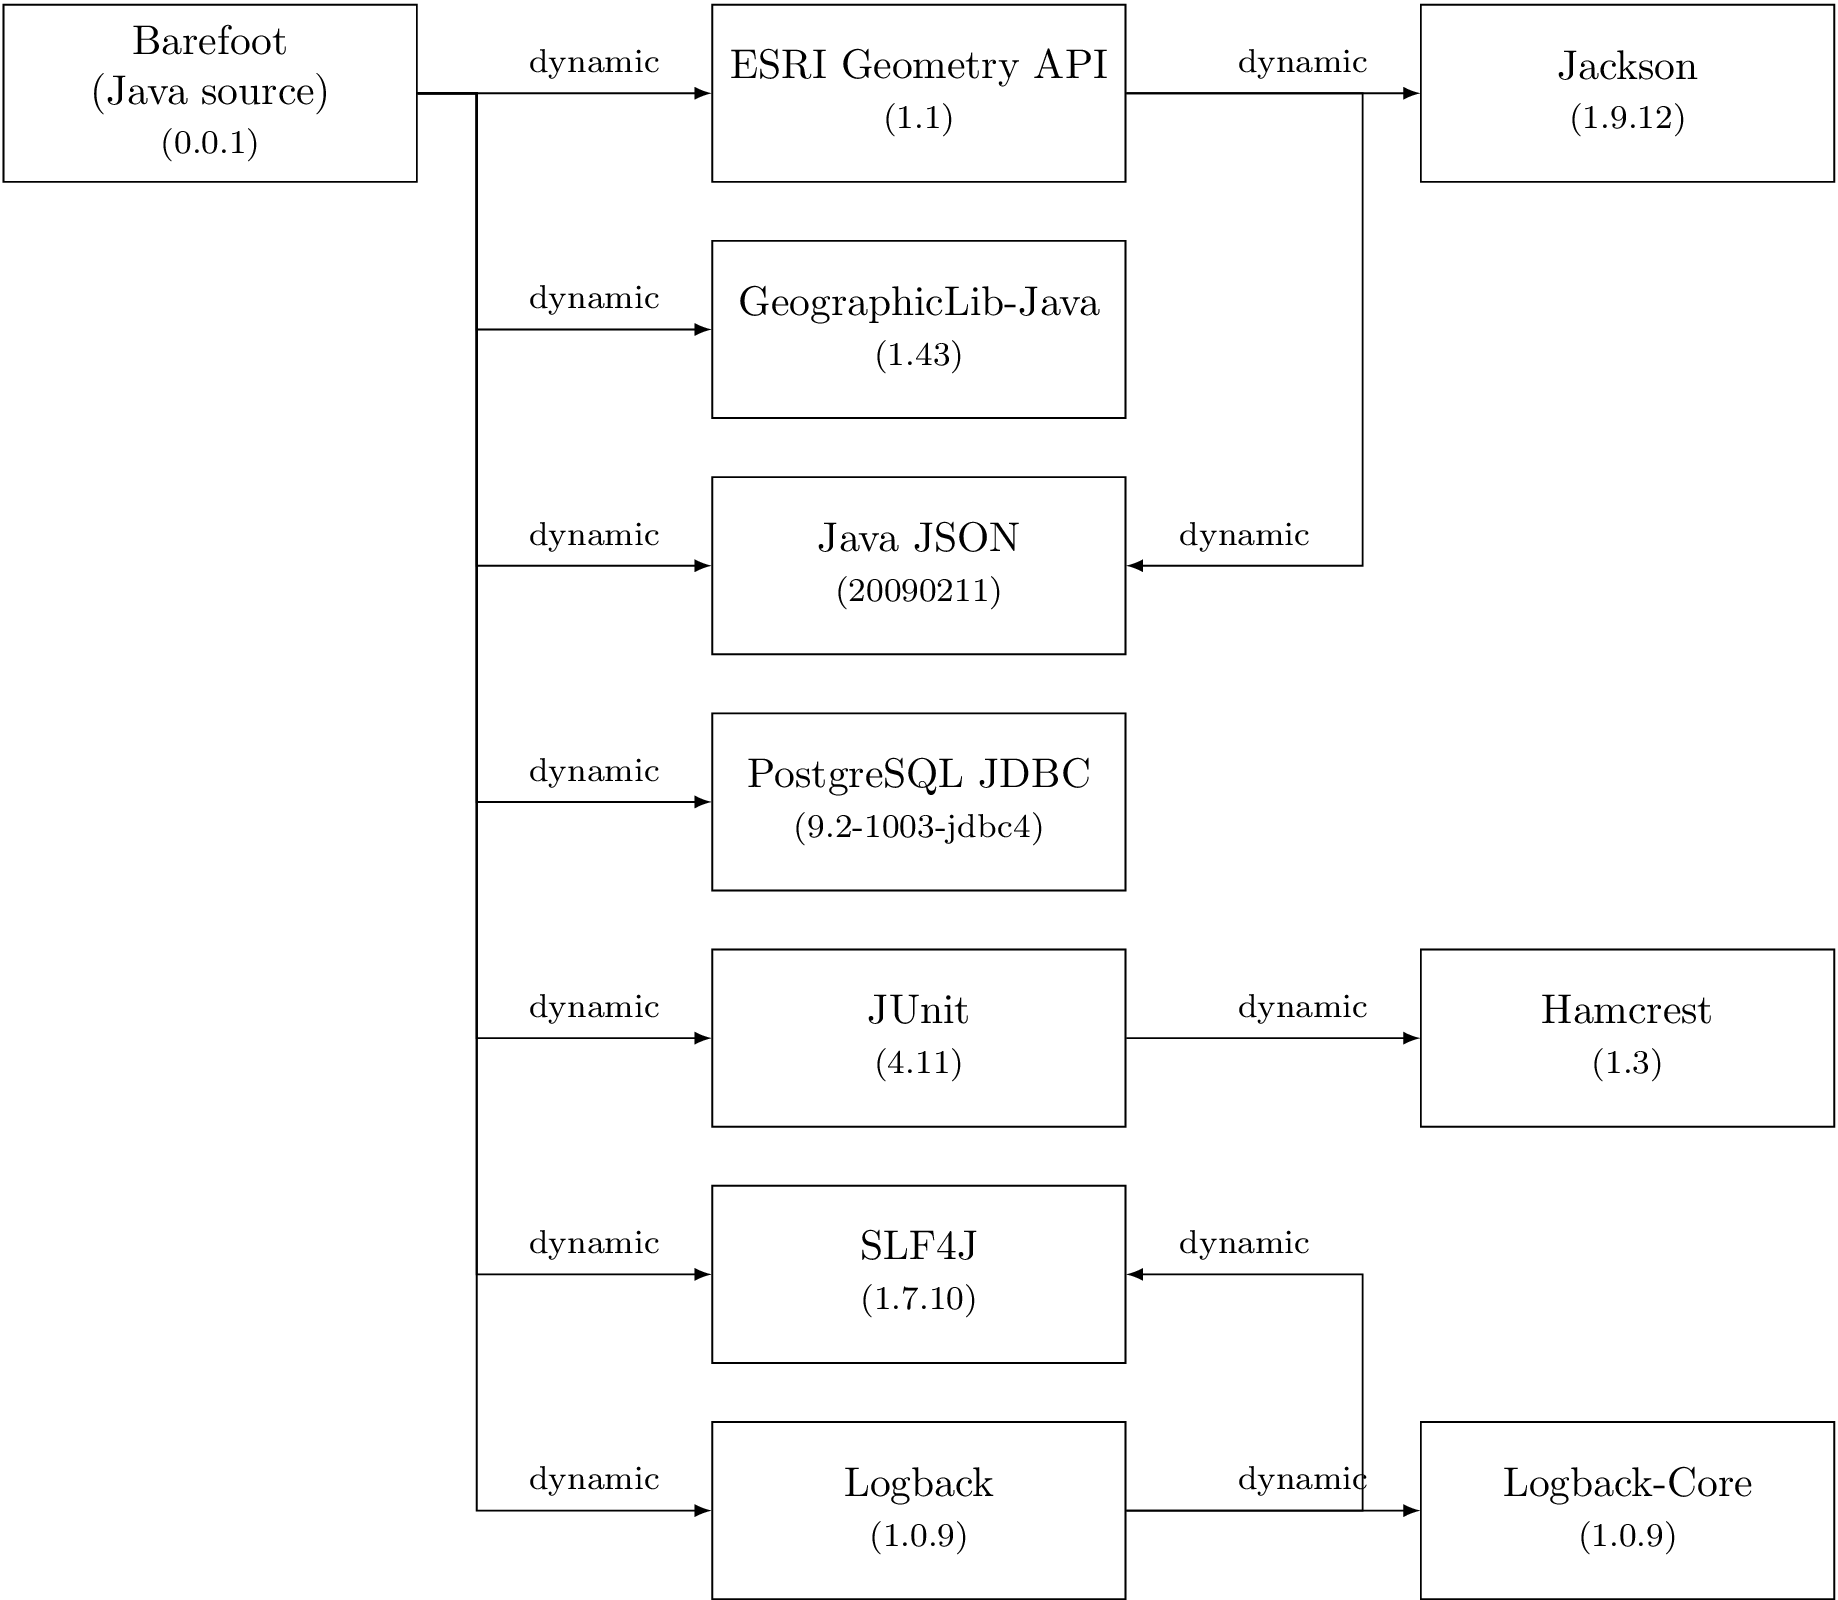 Barefoot
(Java source)
(0.0.1)
dynamic
ESRI Geometry API
(1.1)
dynamic
Jackson
(1.9.12)
dynamic
GeographicLib-Java
(1.43)
dynamic
Java JSON
(20090211)
dynamic
dynamic
PostgreSQL JDBC
(9.2-1003-jdbc4)
dynamic
JUnit
(4.11)
dynamic
Hamcrest
(1.3)
dynamic
SLF4J
(1.7.10)
dynamic
dynamic
Logback
(1.0.9)
dynamic
Logback-Core
(1.0.9)